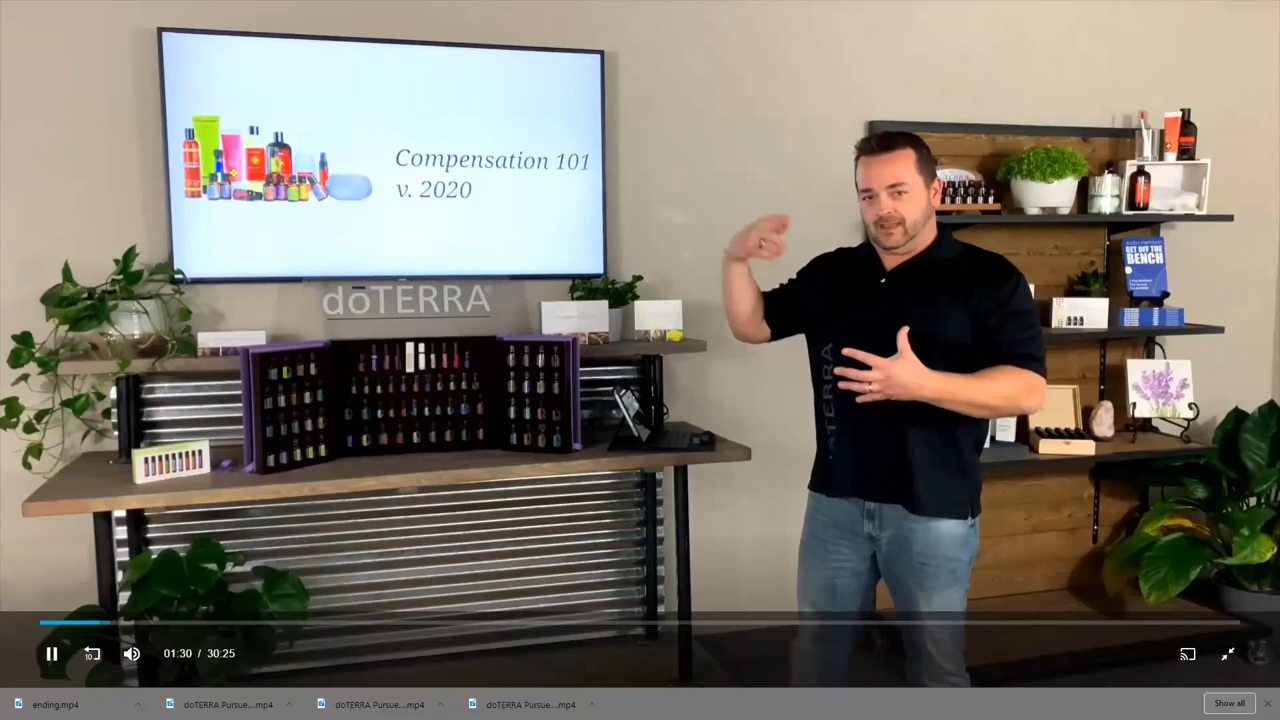 Compensation 101
v. 2020
dōTERRA
GET OFF THE
BENCH
10
01:30 / 30:25
ending.mp4
doTERRA Pursue....mp4
doTERRA Pursue....mp4
doTERRA Pursue....mp4
Show all